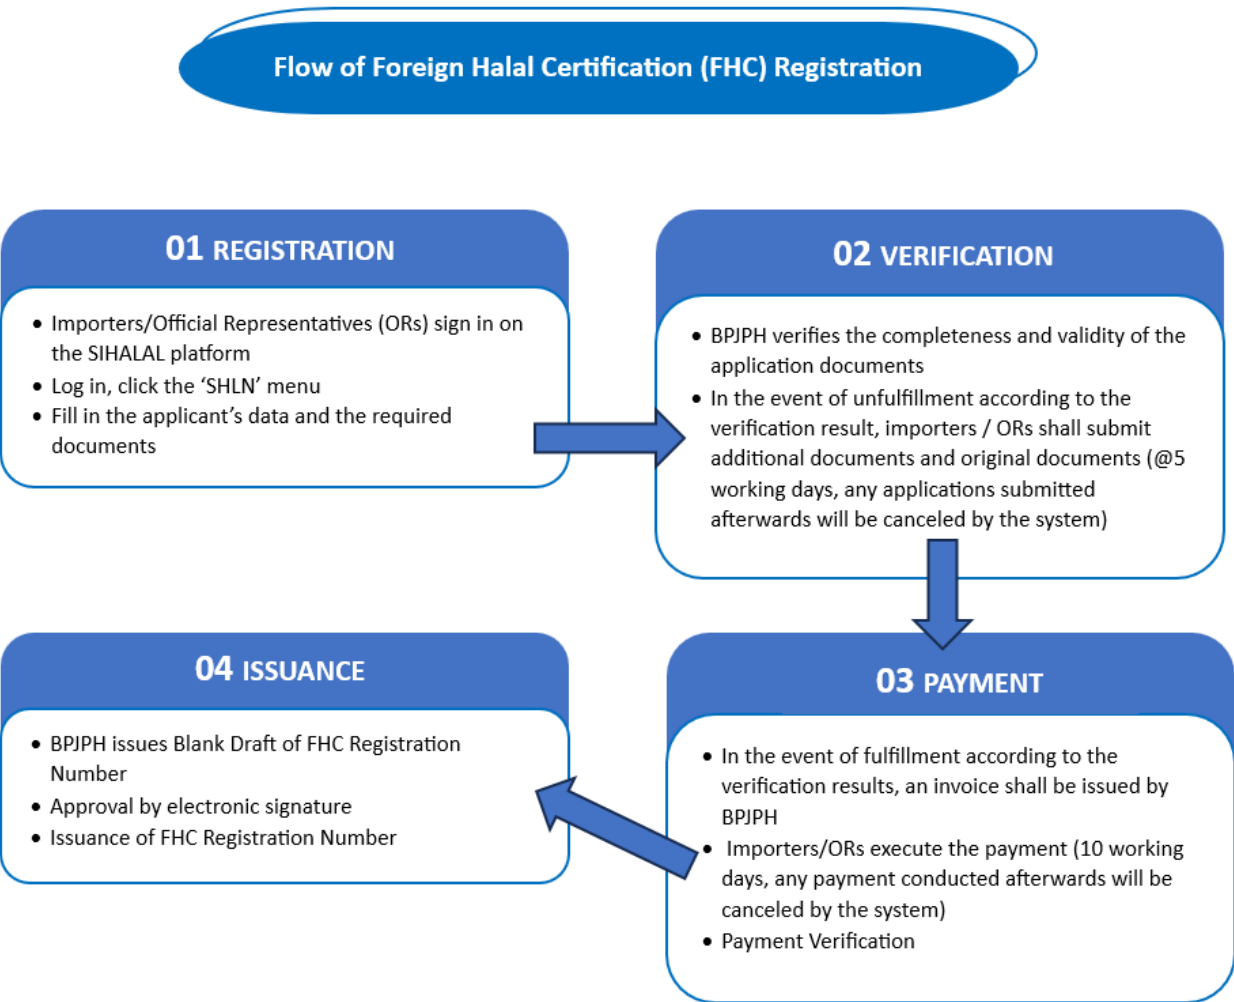 Flow of Foreign Halal Certification (FHC) Registration
01 REGISTRATION
• Importers/Official Representatives (ORs) sign in on
the SIHALAL platform
• Log in, click the ‘SHLN’ menu
• Fill in the applicant’s data and the required
documents
02 VERIFICATION
• BPJPH verifies the completeness and validity of the
application documents
• In the event of unfulfillment according to the
verification result, importers / ORs shall submit
additional documents and original documents (@5
working days, any applications submitted
afterwards will be canceled by the system)
03 PAYMENT
• In the event of fulfillment according to the
verification results, an invoice shall be issued by
BPJPH
• Importers/ORs execute the payment (10 working
days, any payment conducted afterwards will be
canceled by the system)
• Payment Verification
04 ISSUANCE
• BPJPH issues Blank Draft of FHC Registration
Number
• Approval by electronic signature
• Issuance of FHC Registration Number